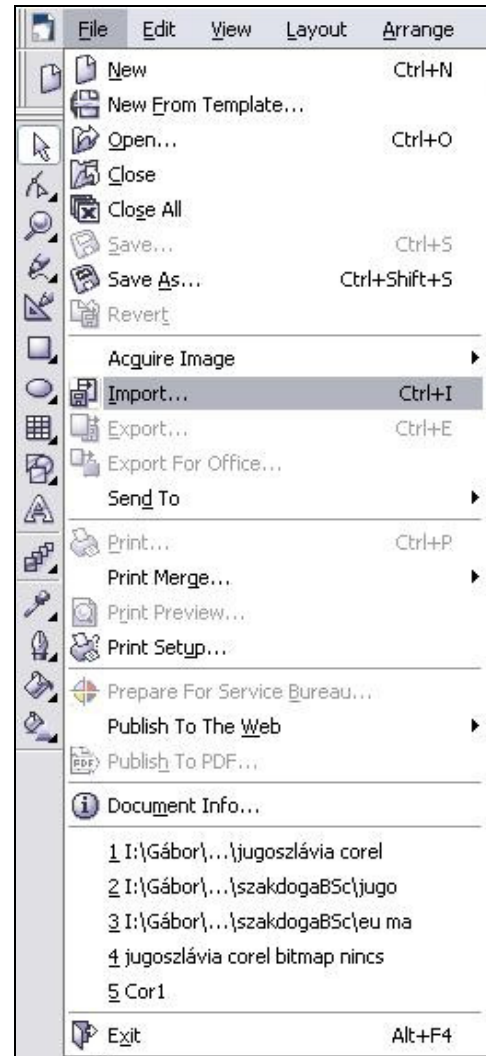 File Edit View Layout Arrange
New Ctrl+N
New From Template...
Open... Ctrl+O
Close
Close All
Save... Ctrl+S
Save As... Ctrl+Shift+S
Revert
Acquire Image
Import... Ctrl+I
Export... Ctrl+E
Export For Office...
Send To
Print... Ctrl+P
Print Merge...
Print Preview...
Print Setup...
Prepare For Service Bureau...
Publish To The Web
PDF Publish To PDF...
Document Info...
1 I:\Gábor\...\jugoszlávia corel
2 I:\Gábor\...\szakdogaBSc\jugo
3 I:\Gábor\...\szakdogaBSc\eu ma
4 jugoszlávia corel bitmap nincs
5 Cor1
Exit Alt+F4